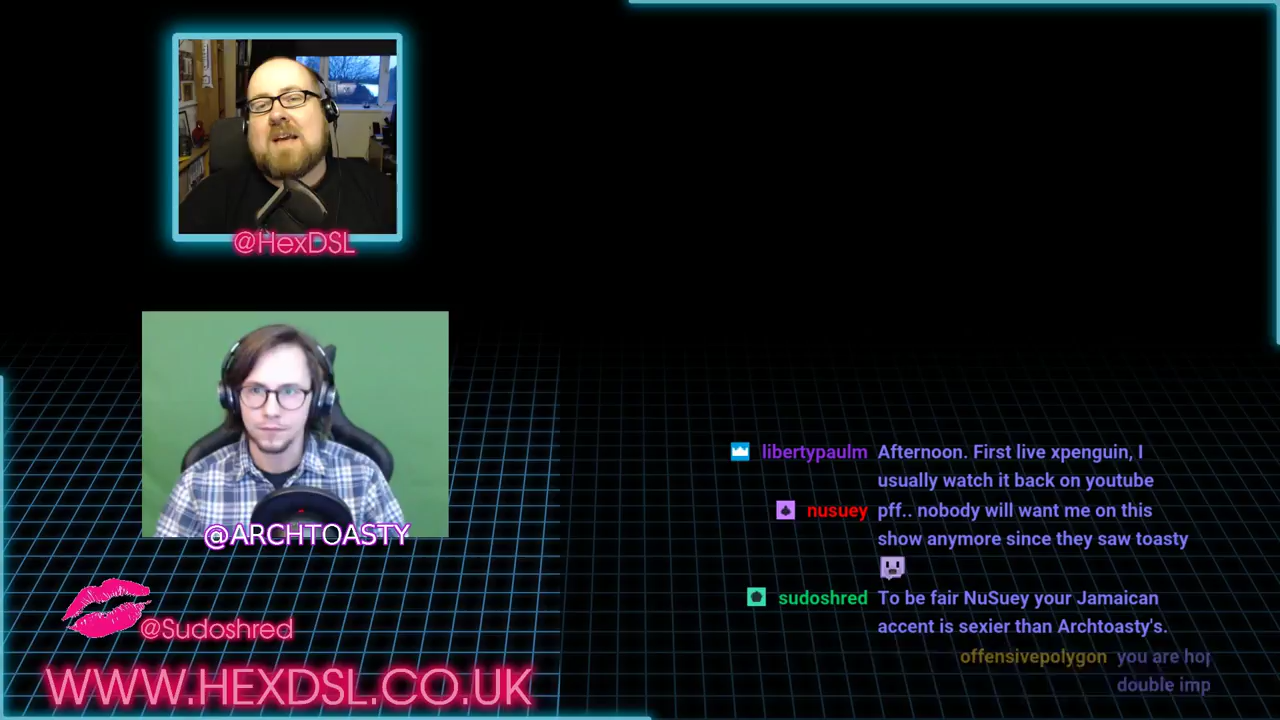 @HexDSL
@ARCHTOASTY
@Sudoshred
WWW.HEXDSL.CO.UK
libertypaulm Afternoon. First live xpenguin, I
usually watch it back on youtube
nusuey pff.. nobody will want me on this
show anymore since they saw toasty
sudoshred To be fair NuSuey your Jamaican
accent is sexier than Archtoasty's.
offensivepolygon you are
double